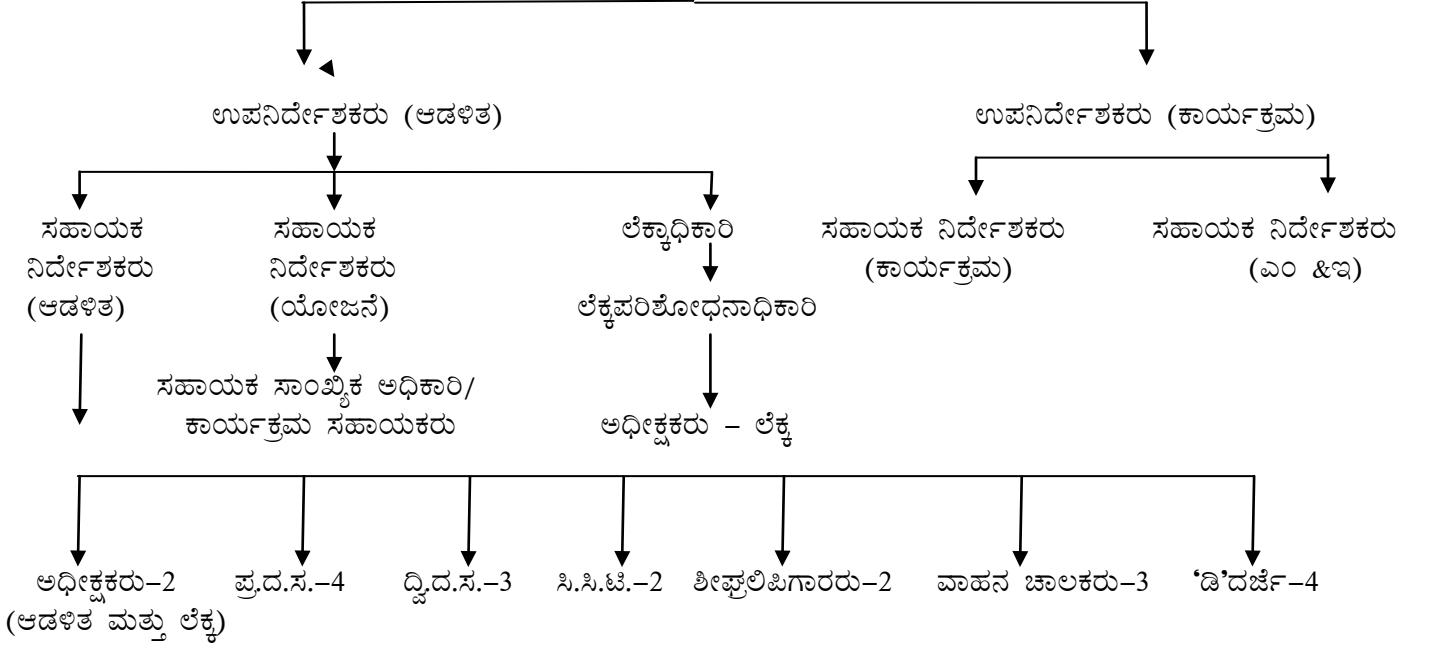 ಉಪನಿರ್ದೇಶಕರು (ಆಡಳಿತ)
ಉಪನಿರ್ದೇಶಕರು (ಕಾರ್ಯಕ್ರಮ)
ಸಹಾಯಕ
ನಿರ್ದೇಶಕರು
(ಆಡಳಿತ)
ಸಹಾಯಕ
ನಿರ್ದೇಶಕರು
(ಯೋಜನೆ)
ಲೆಕ್ಕಾಧಿಕಾರಿ
ಸಹಾಯಕ ನಿರ್ದೇಶಕರು
(ಕಾರ್ಯಕ್ರಮ)
ಸಹಾಯಕ ನಿರ್ದೇಶಕರು
(ಎಂ &ಇ)
ಲೆಕ್ಕಪರಿಶೋಧನಾಧಿಕಾರಿ
ಸಹಾಯಕ ಸಾಂಖ್ಯಿಕ ಅಧಿಕಾರಿ/
ಕಾರ್ಯಕ್ರಮ ಸಹಾಯಕರು
ಅಧೀಕ್ಷಕರು – ಲೆಕ್ಕ
ಅಧೀಕ್ಷಕರು–2
(ಆಡಳಿತ ಮತ್ತು ಲೆಕ್ಕ)
ಪ್ರ.ದ.ಸ.–4
ದ್ವಿ.ದ.ಸ.–3
ಸಿ.ಸಿ.ಟಿ.–2
ಶೀಘ್ರಲಿಪಿಗಾರರು–2
ವಾಹನ ಚಾಲಕರು–3
‘ಡಿ’ದರ್ಜೆ–4